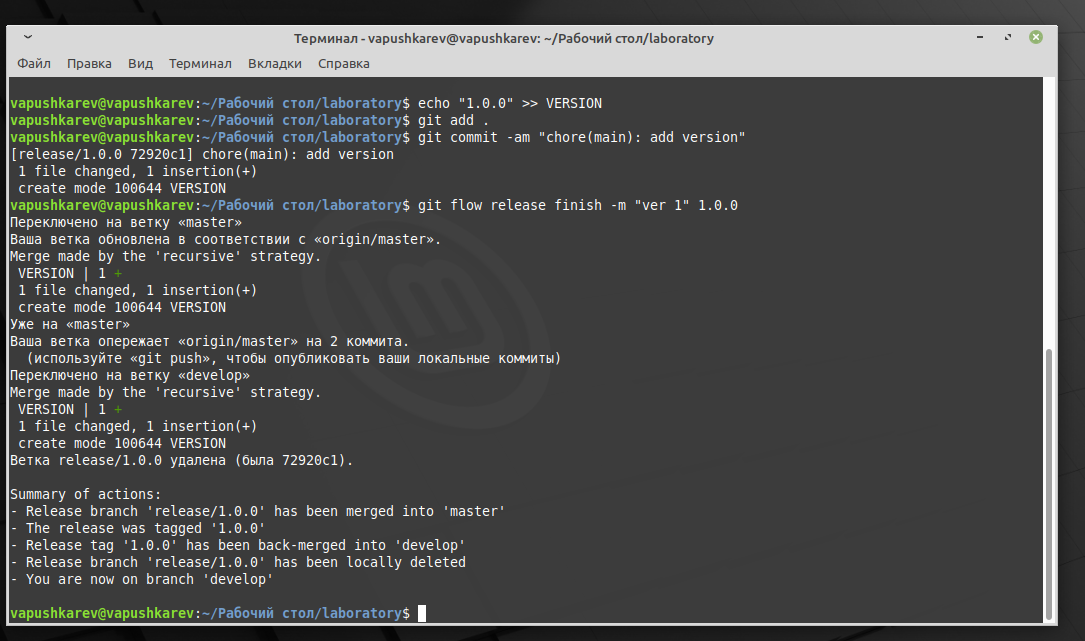 Терминал - vapushkarev@vapushkarev: ~/Рабочий стол/laboratory
Файл Правка Вид Терминал Вкладки Справка
vapushkarev@vapushkarev:~/Рабочий стол/laboratory$ echo "1.0.0" >> VERSION
vapushkarev@vapushkarev:~/Рабочий стол/laboratory$ git add .
vapushkarev@vapushkarev:~/Рабочий стол/laboratory$ git commit -am "chore(main): add version"
[release/1.0.0 72920c1] chore(main): add version
 1 file changed, 1 insertion(+)
 create mode 100644 VERSION
vapushkarev@vapushkarev:~/Рабочий стол/laboratory$ git flow release finish -m "ver 1" 1.0.0
Переключено на ветку «master»
Ваша ветка обновлена в соответствии с «origin/master».
Merge made by the 'recursive' strategy.
 VERSION | 1 +
 1 file changed, 1 insertion(+)
 create mode 100644 VERSION
Уже на «master»
Ваша ветка опережает «origin/master» на 2 коммита.
  (используйте «git push», чтобы опубликовать ваши локальные коммиты)
Переключено на ветку «develop»
Merge made by the 'recursive' strategy.
 VERSION | 1 +
 1 file changed, 1 insertion(+)
 create mode 100644 VERSION
Ветка release/1.0.0 удалена (была 72920c1).
Summary of actions:
- Release branch 'release/1.0.0' has been merged into 'master'
- The release was tagged '1.0.0'
- Release tag '1.0.0' has been back-merged into 'develop'
- Release branch 'release/1.0.0' has been locally deleted
- You are now on branch 'develop'
vapushkarev@vapushkarev:~/Рабочий стол/laboratory$